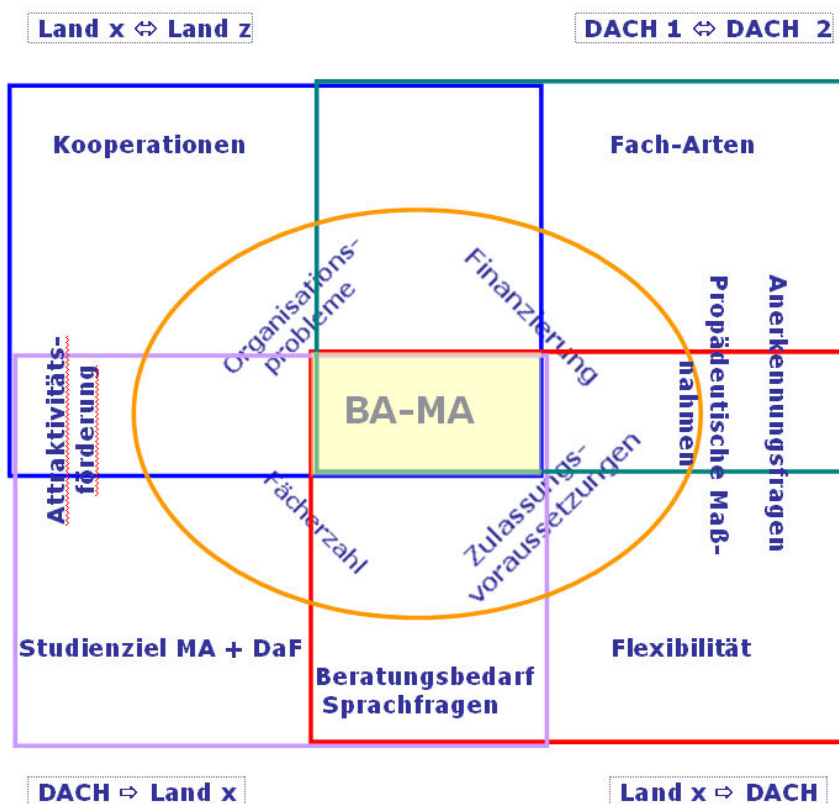 Land x ⇔ Land z
DACH 1 ⇔ DACH 2
Kooperationen
Fach-Arten
Organisations-
probleme
Finanzierung
Attraktivitäts-
förderung
BA-MA
Propädeutische Maß-
nahmen
Anerkennungsfragen
Fächerzahl
Zulassungs-
voraussetzungen
Studienziel MA + DaF
Beratungsbedarf
Sprachfragen
Flexibilität
DACH ⇨ Land x
Land x ⇨ DACH